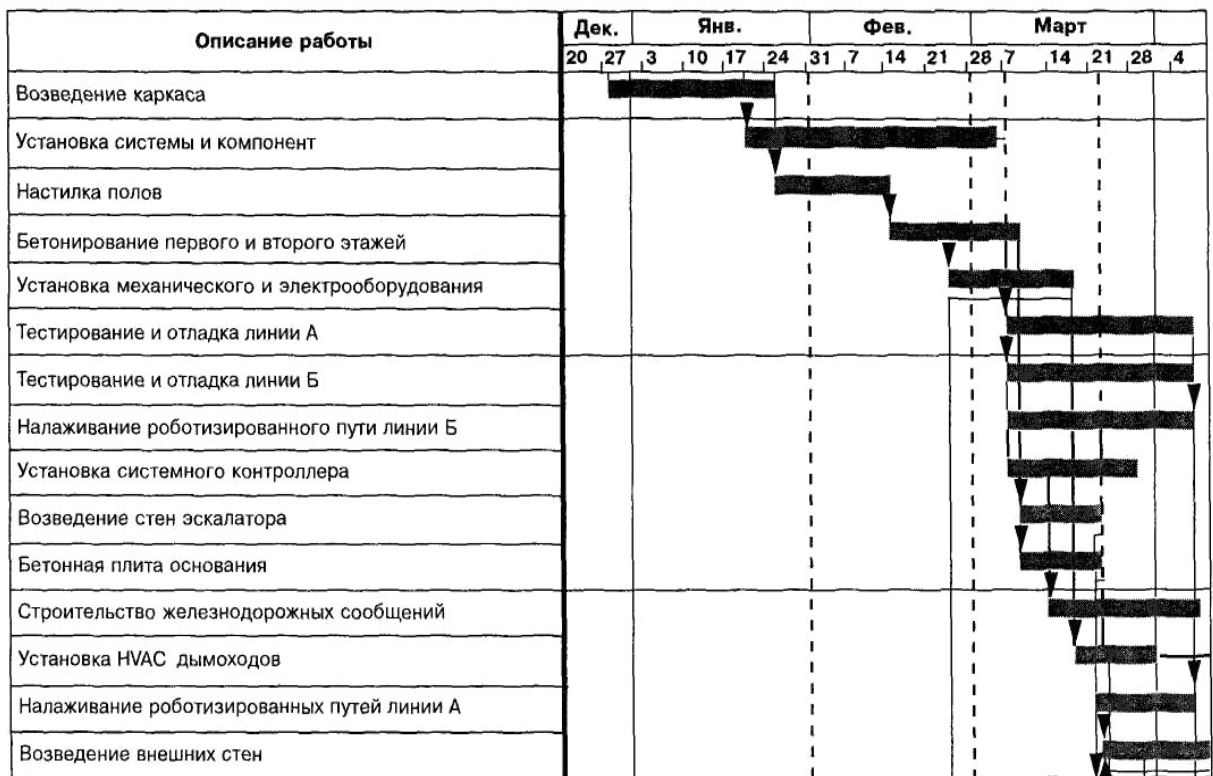 Описание работы
Дек. Янв. Фев. Март
20 27 3 10 17 24 31 7 14 21 28 7 14 21 28 4
Возведение каркаса
Установка системы и компонент
Настилка полов
Бетонирование первого и второго этажей
Установка механического и электрооборудования
Тестирование и отладка линии А
Тестирование и отладка линии Б
Налаживание роботизированного пути линии Б
Установка системного контроллера
Возведение стен эскалатора
Бетонная плита основания
Строительство железнодорожных сообщений
Установка HVAC дымоходов
Налаживание роботизированных путей линии А
Возведение внешних стен